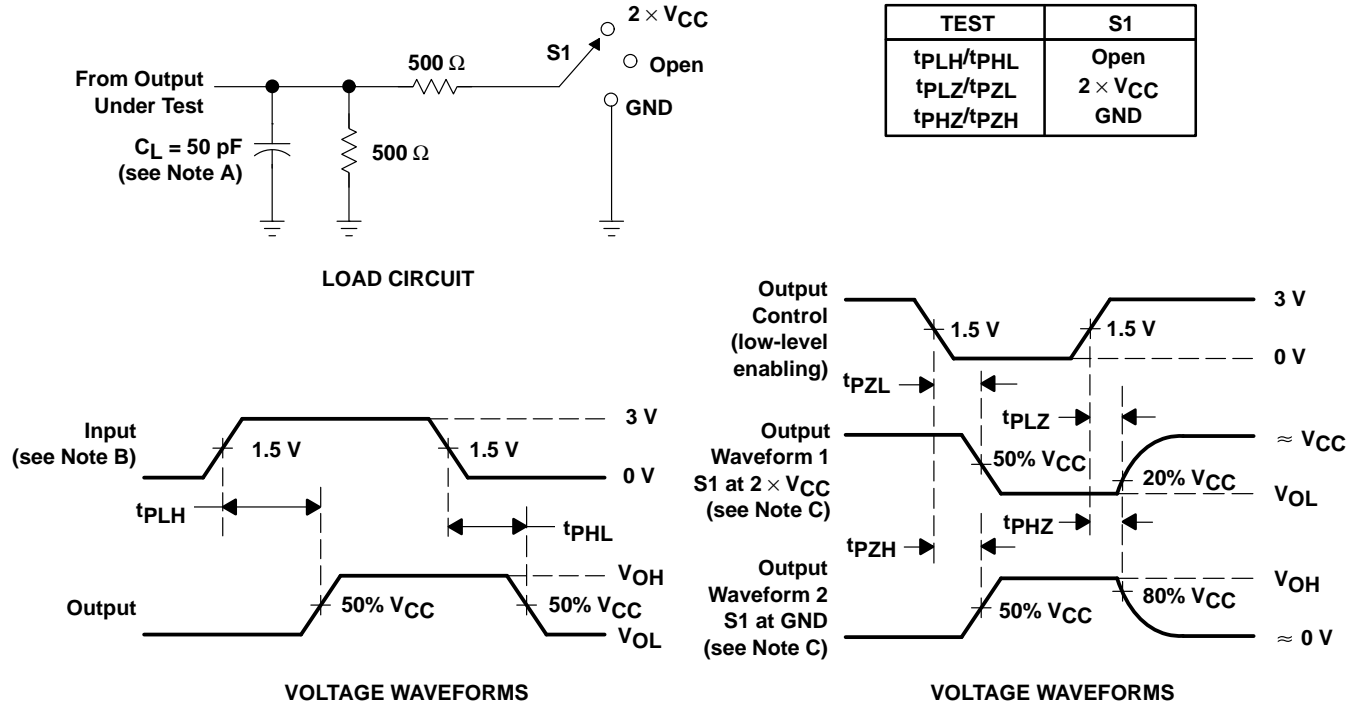 2 × VCC
S1
500 Ω
Open
From Output
Under Test
GND
CL = 50 pF
(see Note A)
500 Ω
LOAD CIRCUIT
TEST S1
tPLH/tPHL Open
tPLZ/tPZL 2 × VCC
tPHZ/tPZH GND
Input
(see Note B)
1.5 V
1.5 V
3 V
0 V
tPLH
tPHL
Output
50% VCC
50% VCC
VOH
VOL
VOLTAGE WAVEFORMS
Output
Control
(low-level
enabling)
1.5 V
1.5 V
3 V
0 V
tPZL
tPLZ
Output
Waveform 1
S1 at 2 × VCC
(see Note C)
50% VCC
20% VCC
≈ VCC
VOL
tPHZ
tPZH
Output
Waveform 2
S1 at GND
(see Note C)
50% VCC
80% VCC
VOH
≈ 0 V
VOLTAGE WAVEFORMS